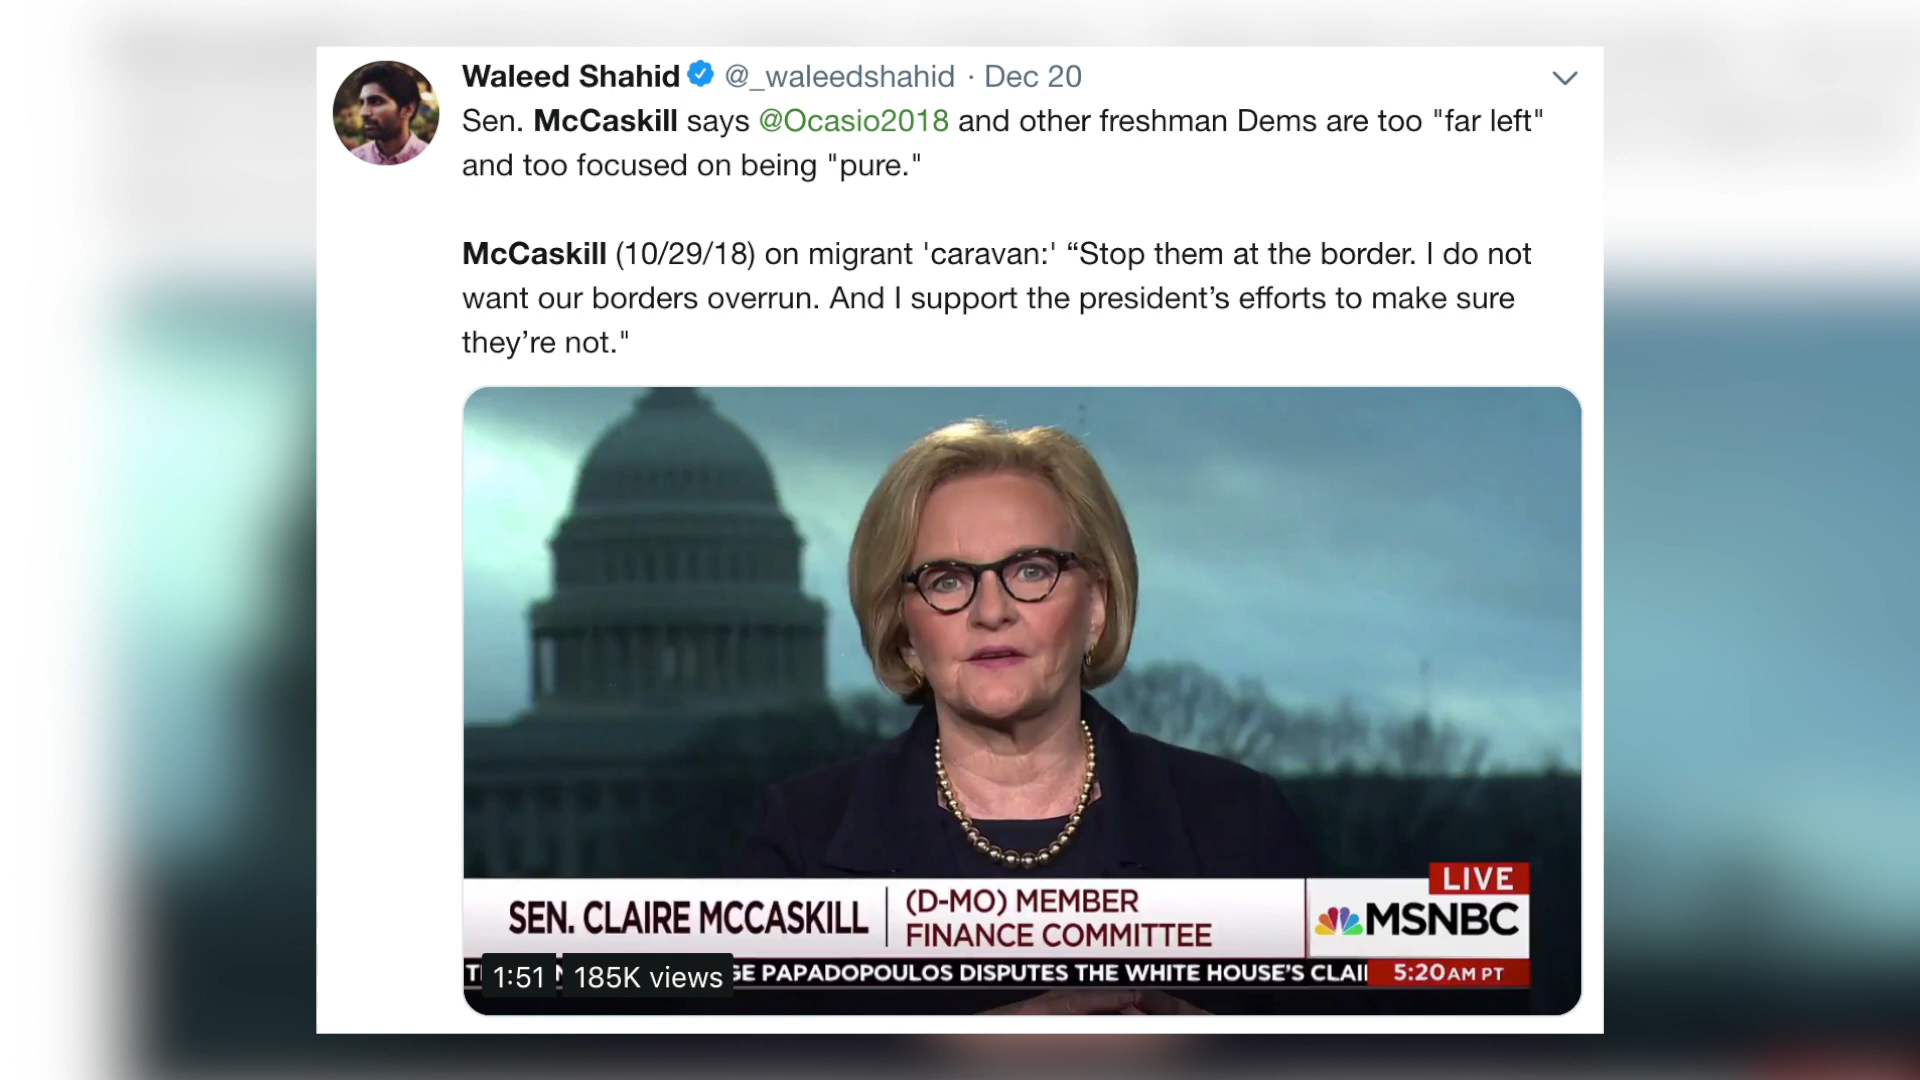 Waleed Shahid @_waleedshahid · Dec 20
Sen. McCaskill says @Ocasio2018 and other freshman Dems are too "far left"
and too focused on being "pure."
McCaskill (10/29/18) on migrant 'caravan:' “Stop them at the border. I do not
want our borders overrun. And I support the president’s efforts to make sure
they’re not."
LIVE
SEN. CLAIRE MCCASKILL
(D-MO) MEMBER
FINANCE COMMITTEE
MSNBC
1:51 185K views PAPADOPOULOS DISPUTES THE WHITE HOUSE'S 5:20AM PT